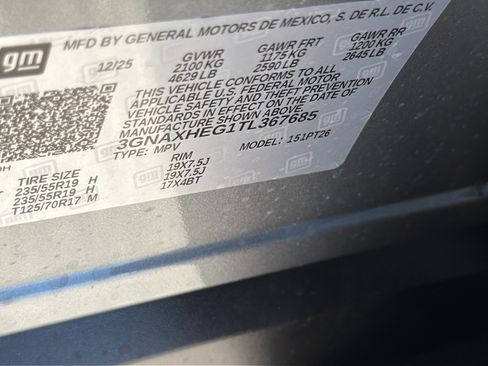 gm
MFD BY GENERAL MOTORS DE MEXICO, S. DE R.L. DE C.V.
12/25 GVWR GAWR FRT GAWR RR
2100 KG 1175 KG 1200 KG
4629 LB 2590 LB 2645 LB
THIS VEHICLE CONFORMS TO ALL
APPLICABLE U.S. FEDERAL MOTOR
VEHICLE SAFETY AND THEFT PREVENTION
STANDARDS IN EFFECT ON THE DATE OF
MANUFACTURE SHOWN ABOVE.
3GNAXHEG1TL367685
TYPE: MPV MODEL: 151PT26
TIRE SIZE RIM
235/55R19 H 19X7.5J
235/55R19 H 19X7.5J
T125/70R17 M 17X4BT